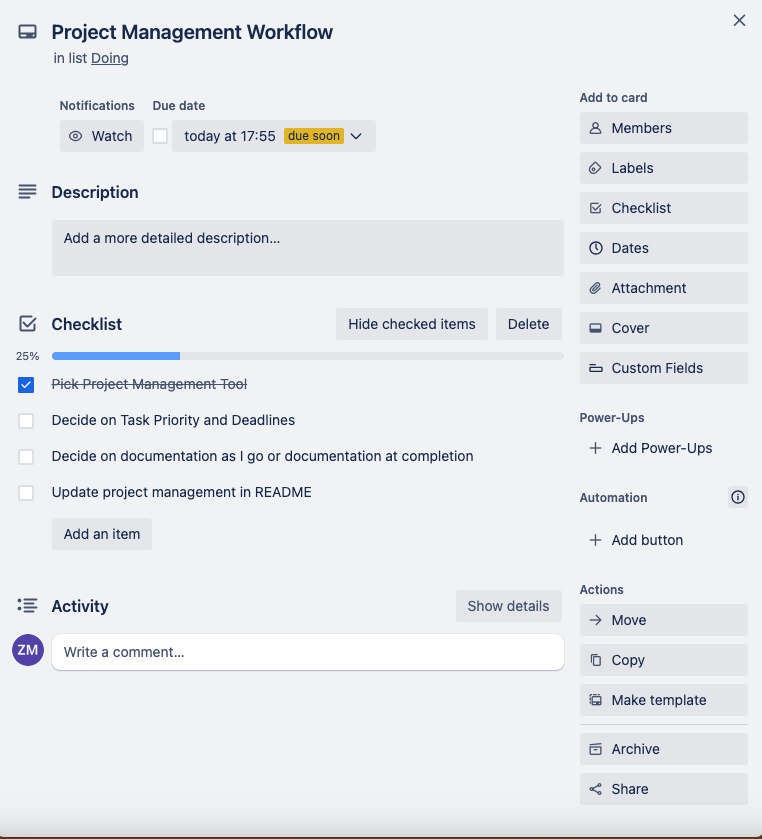 Project Management Workflow
in list Doing
Notifications Due date
Watch today at 17:55 due soon
Description
Add a more detailed description…
Checklist Hide checked items Delete
25%
Pick Project Management Tool
Decide on Task Priority and Deadlines
Decide on documentation as I go or documentation at completion
Update project management in README
Add an item
Activity Show details
ZM Write a comment…
Add to card
Members
Labels
Checklist
Dates
Attachment
Cover
Custom Fields
Power-Ups
Add Power-Ups
Automation
Add button
Actions
Move
Copy
Make template
Archive
Share